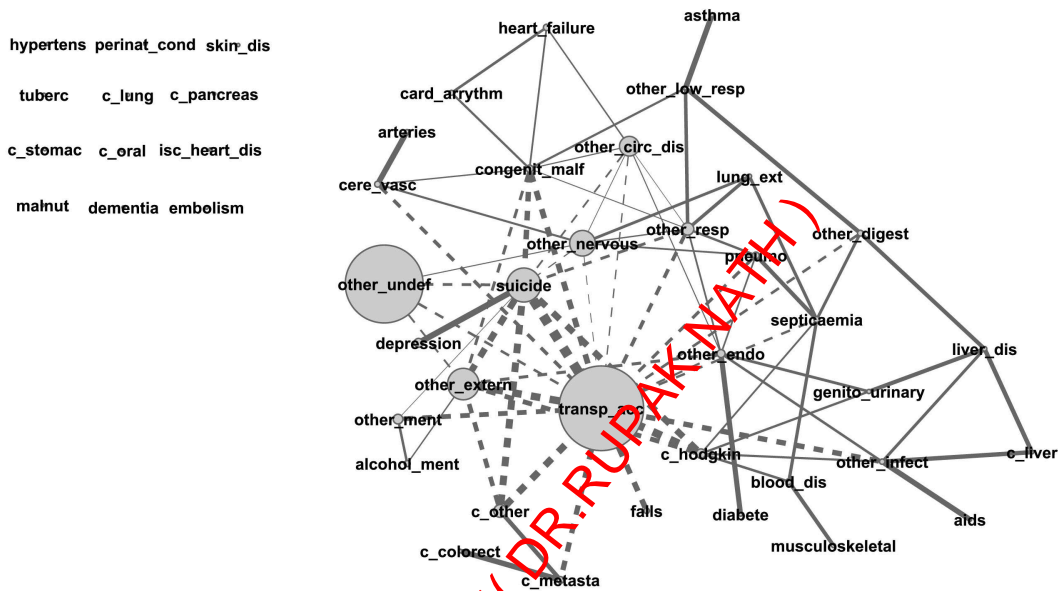 hypertens perinat_cond skin_dis
tuberc c_lung c_pancreas
c_stomac c_oral isc_heart_dis
malnut dementia embolism
asthma
heart_failure
other_low_resp
card_arrythm
arteries
other_circ_dis
congenit_malf
lung_ext
cere_vasc
other_resp
other_digest
other_nervous
pneumo
other_undef
suicide
septicaemia
depression
liver_dis
other_endo
other_extern
genito_urinary
transp_acc
other_ment
c_hodgkin
alcohol_ment
other_infect
c_liver
blood_dis
c_other
falls
diabete
aids
musculoskeletal
c_colorect
c_metasta
( DR.RUPAK NATH )